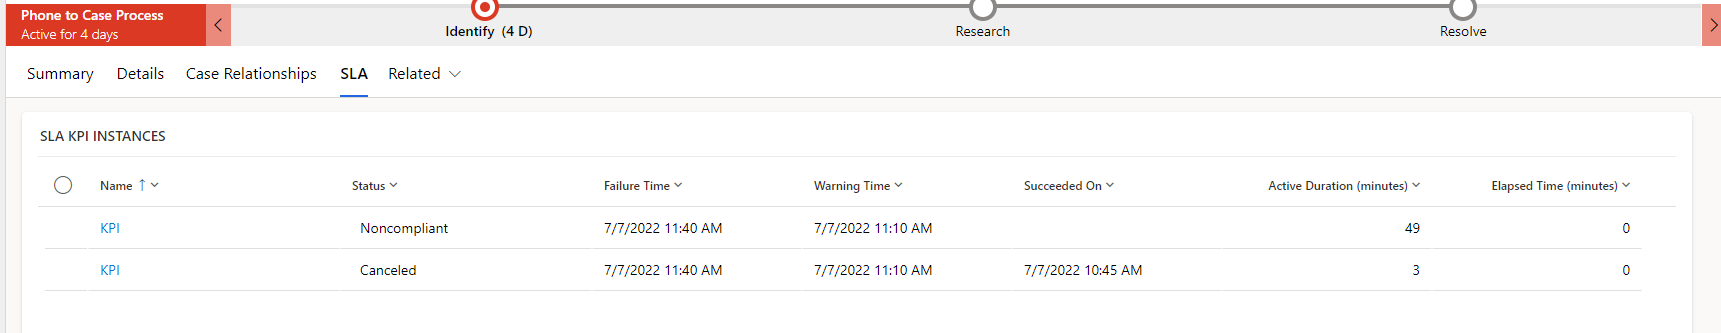 Phone to Case Process
Active for 4 days
Identify (4 D)
Research
Resolve
Summary Details Case Relationships SLA Related
SLA KPI INSTANCES
Name Status Failure Time Warning Time Succeeded On Active Duration (minutes) Elapsed Time (minutes)
KPI Noncompliant 7/7/2022 11:40 AM 7/7/2022 11:10 AM 49 0
KPI Canceled 7/7/2022 11:40 AM 7/7/2022 11:10 AM 7/7/2022 10:45 AM 3 0